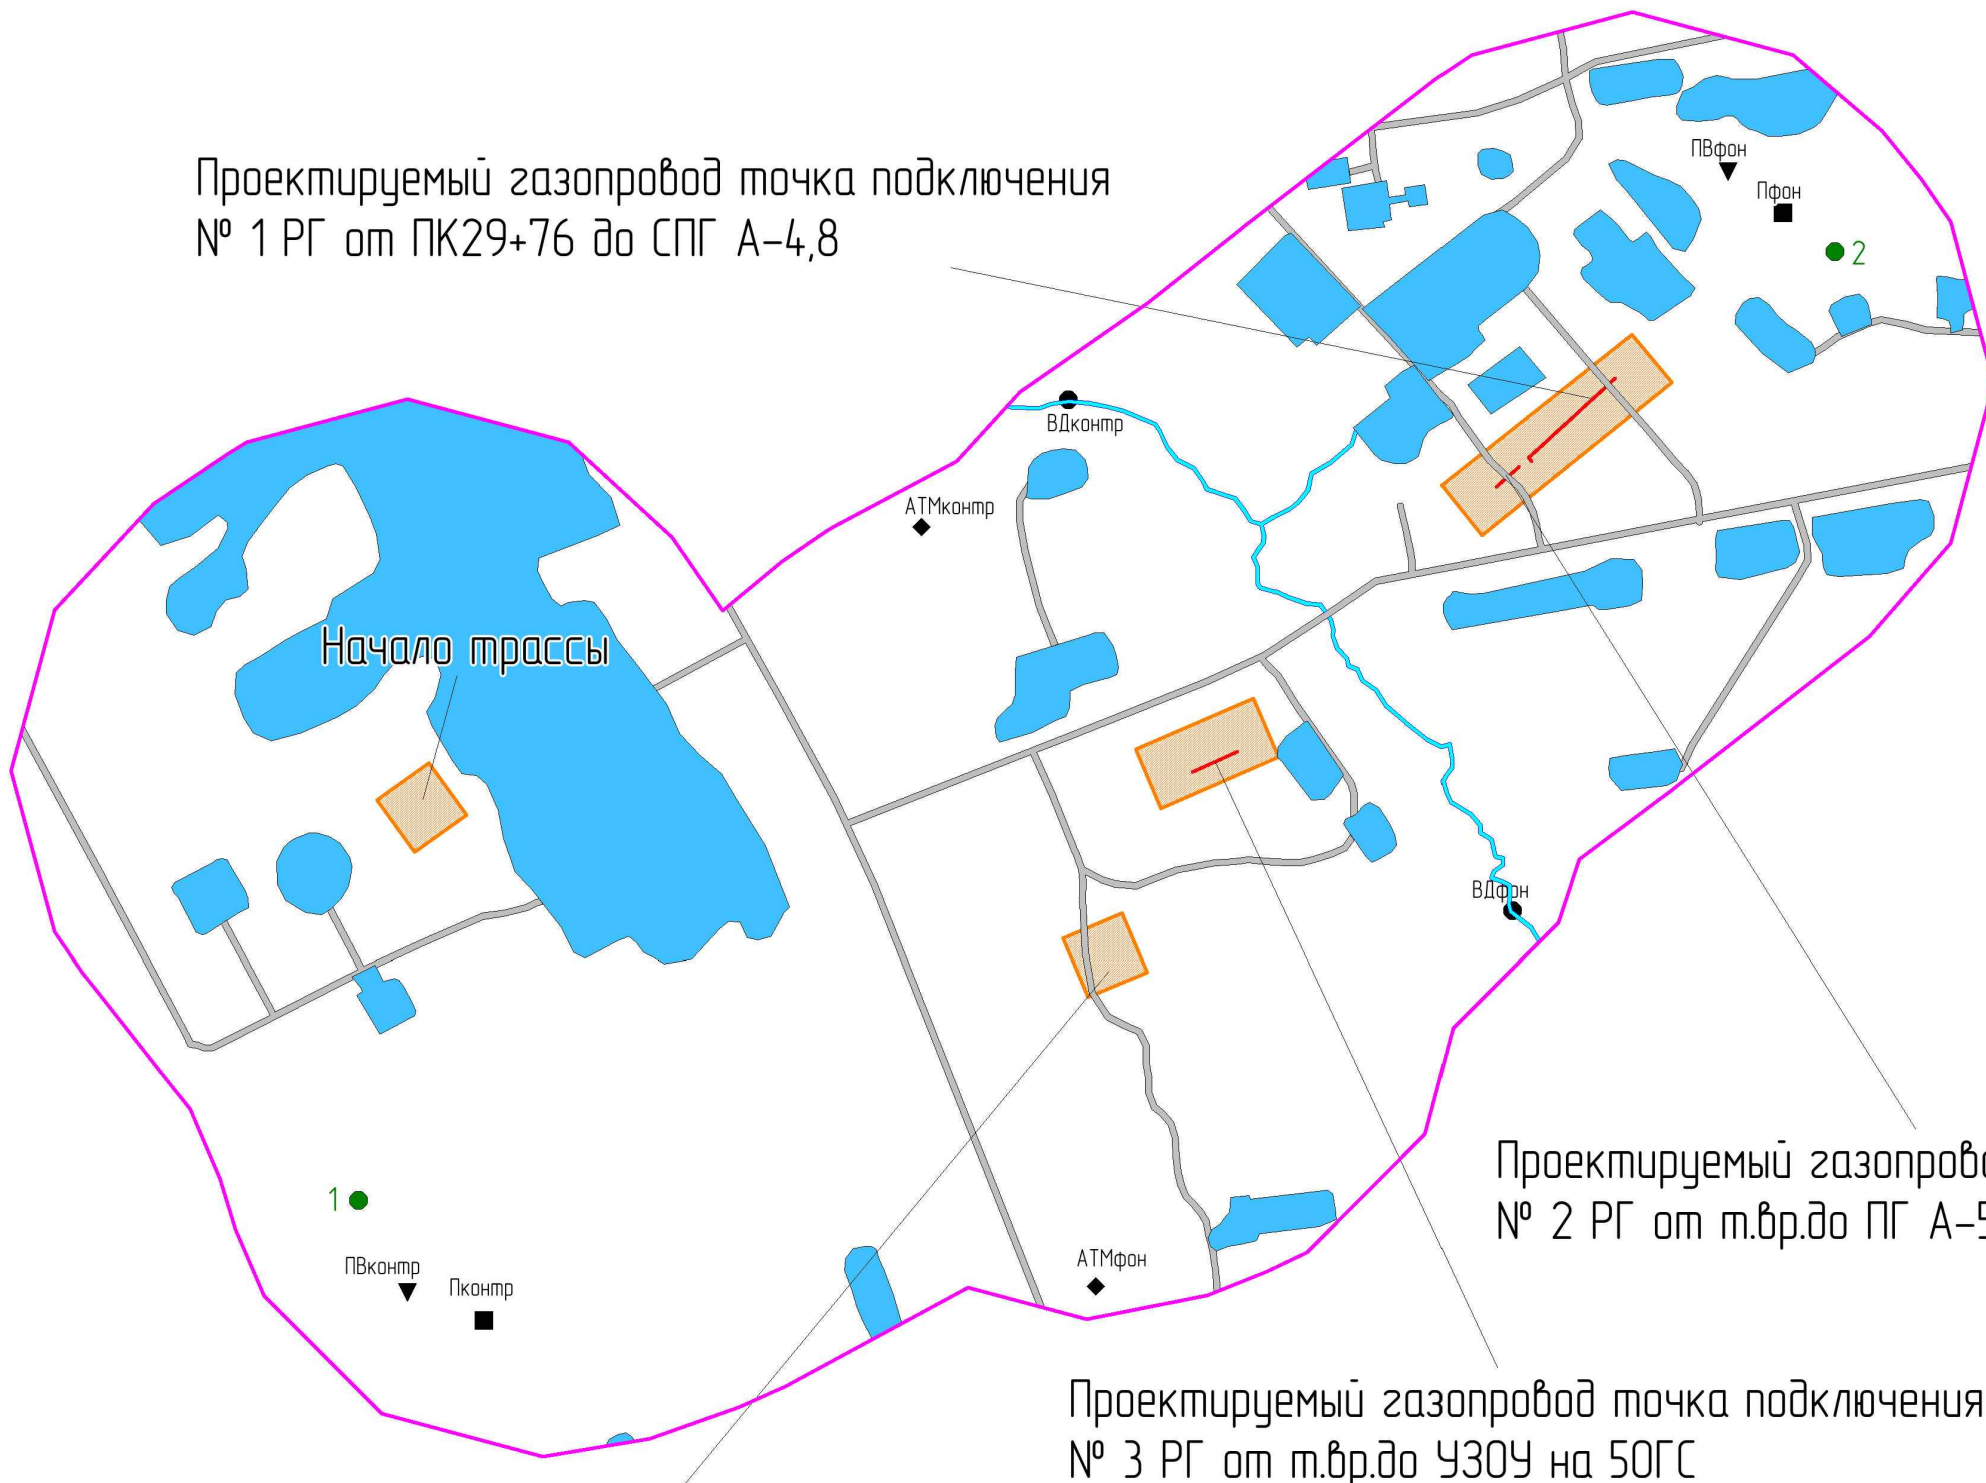 Проектируемый газопровод точка подключения
№ 1 РГ от ПК29+76 до СПГ А-4,8
ПВфон
Пфон
2
ВДконтр
АТМконтр
Начало трассы
ВДфон
1
ПВконтр
Пконтр
АТМфон
Проектируемый
№ 2 РГ от т.вр.до ПГ
Проектируемый газопровод точка подключения
№ 3 РГ от т.вр.до УЗОУ на 50ГС